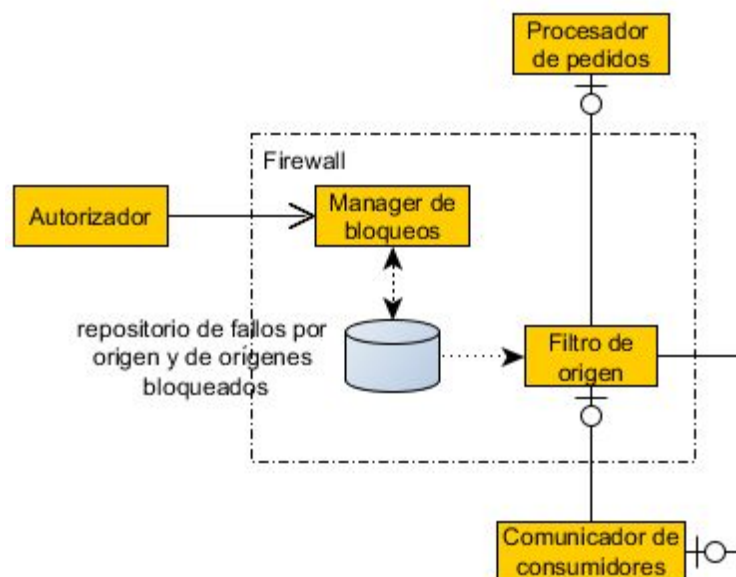 Procesador
de pedidos
Firewall
Autorizador
Manager de
bloqueos
repositorio de fallos por
origen y de orígenes
bloqueados
Filtro de
origen
Comunicador de
consumidores